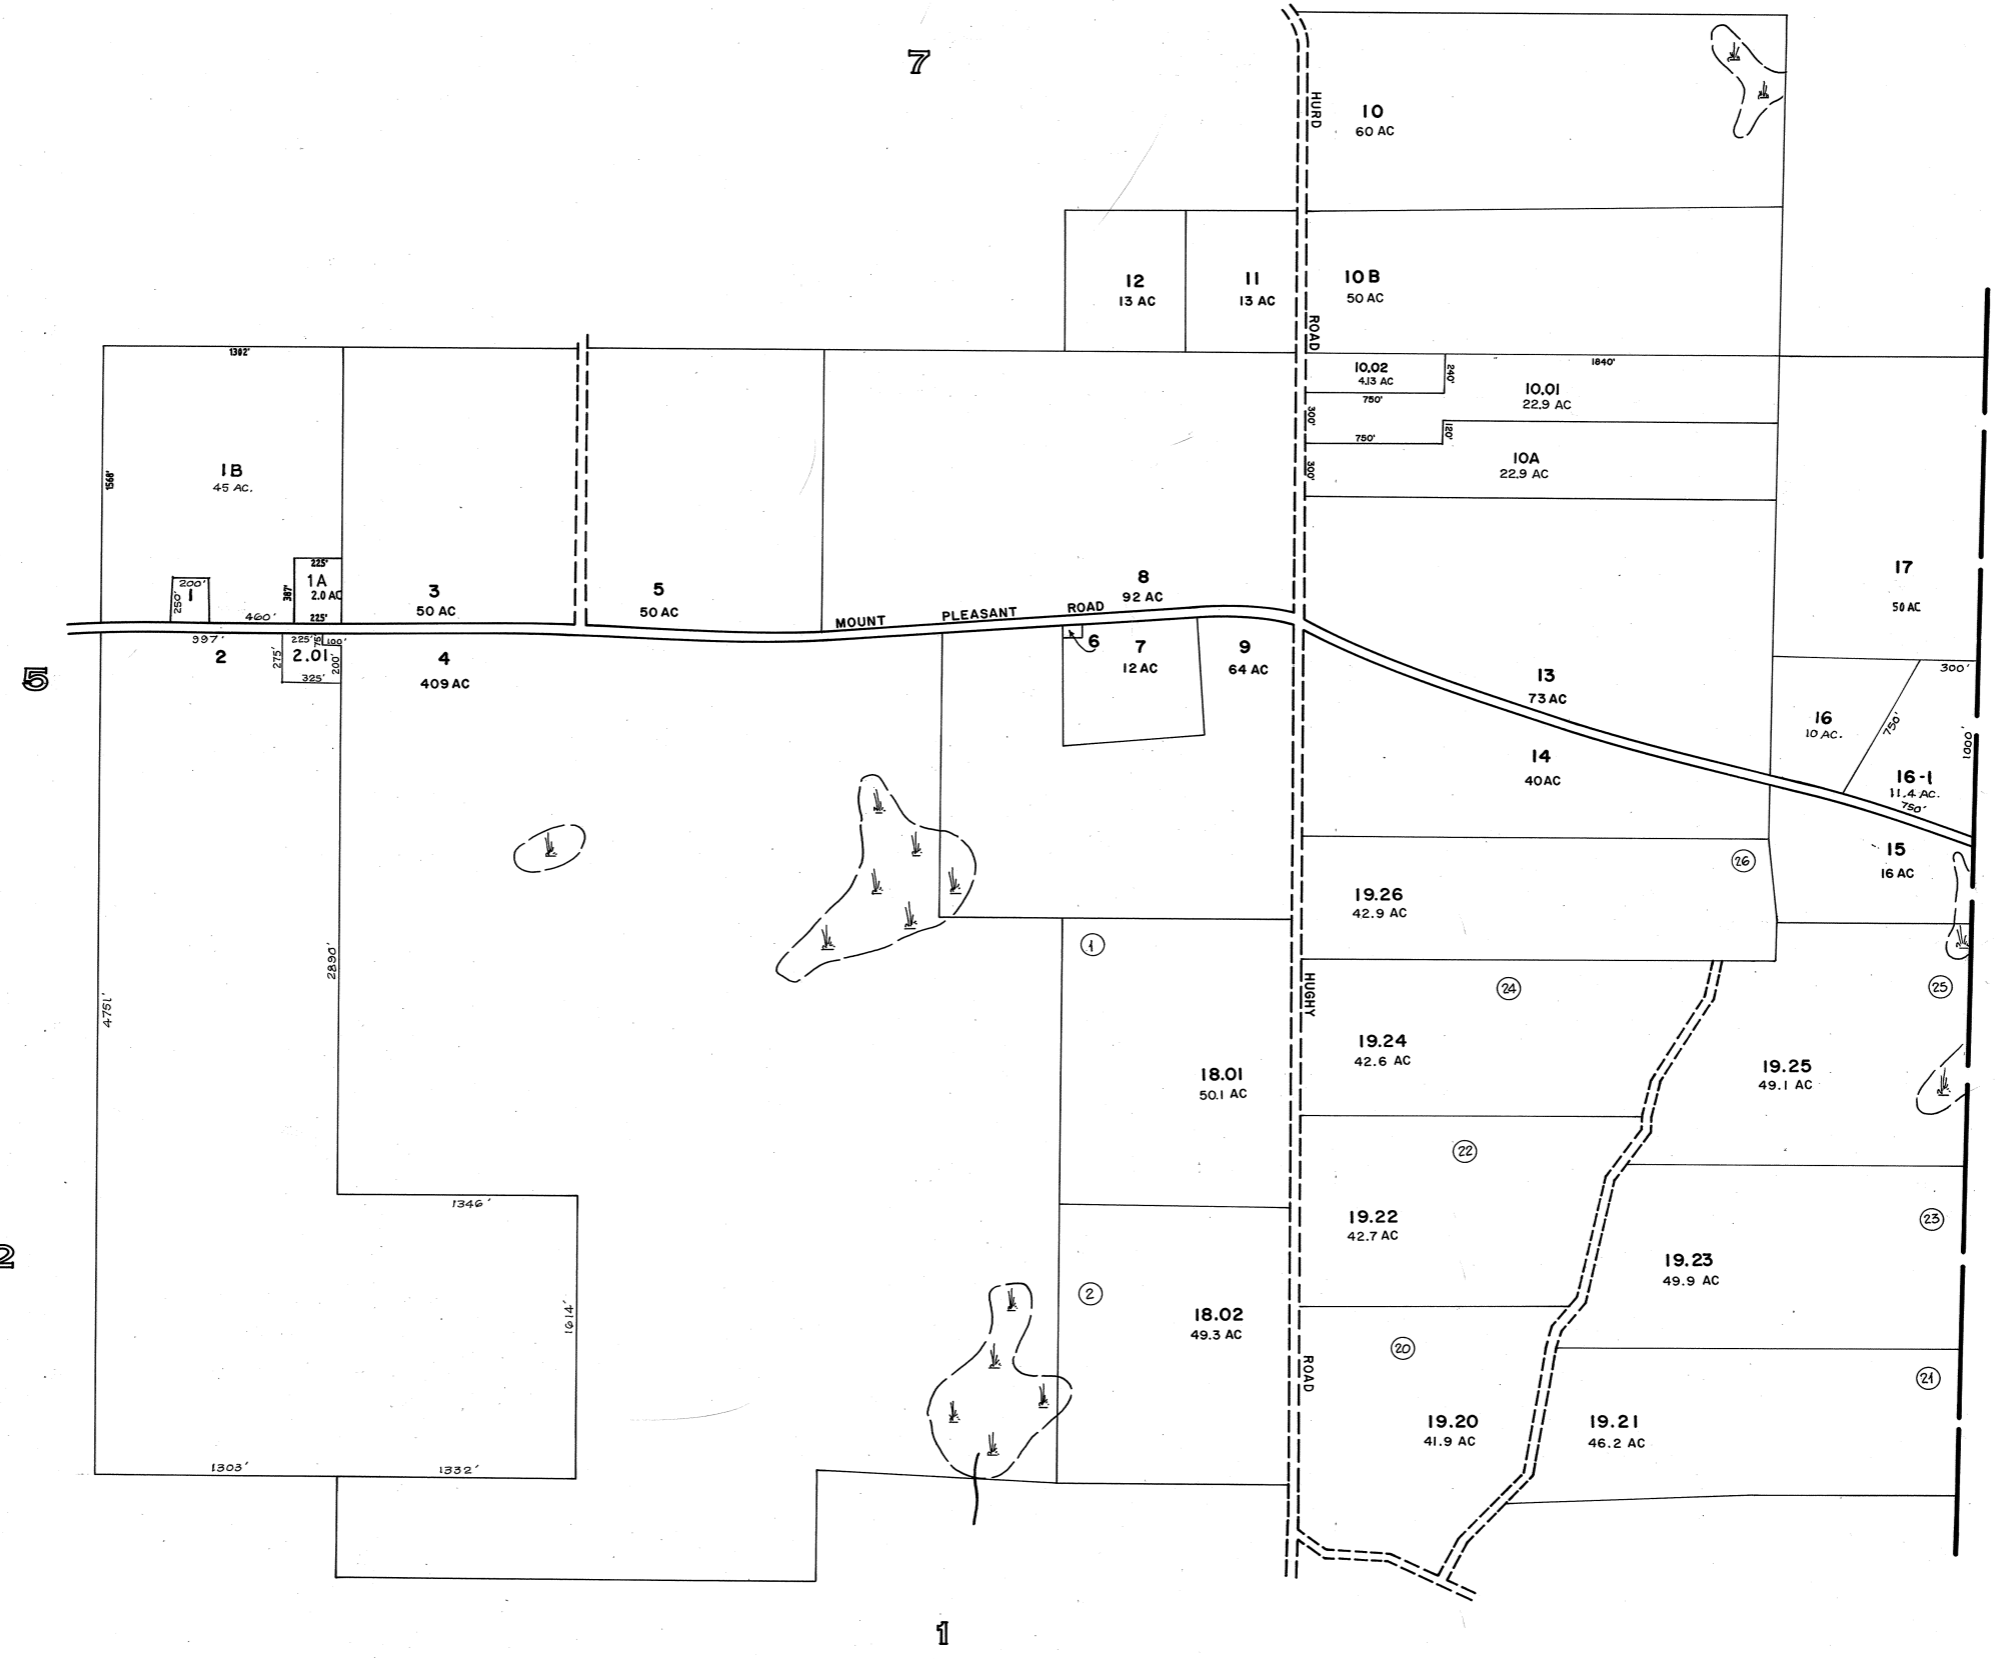 7
HURD
10
60 AC
12
13 AC
11
13 AC
10B
50 AC
ROAD
1302'
10.02
4.13 AC
240'
750'
1840'
10.01
22.9 AC
300'
750'
120'
10A
22.9 AC
300'
1568'
1B
45 AC.
200'
250'
1
460'
225'
1A
387'
2.0 AC
225'
3
50 AC
5
50 AC
8
92 AC
MOUNT PLEASANT ROAD
17
50 AC
997'
2
225'
75'
100'
275'
2.01
200'
325'
4
409 AC
6
7
12 AC
9
64 AC
13
73 AC
300'
16
10 AC.
750'
1000'
16-1
11.4 AC.
750'
5
14
40 AC
15
16 AC
26
19.26
42.9 AC
1
HUGHY
24
25
2890'
4751'
19.24
42.6 AC
18.01
50.1 AC
19.25
49.1 AC
22
1346'
19.22
42.7 AC
23
2
19.23
49.9 AC
2
1614'
18.02
49.3 AC
20
ROAD
21
19.20
41.9 AC
19.21
46.2 AC
1303'
1332'
1